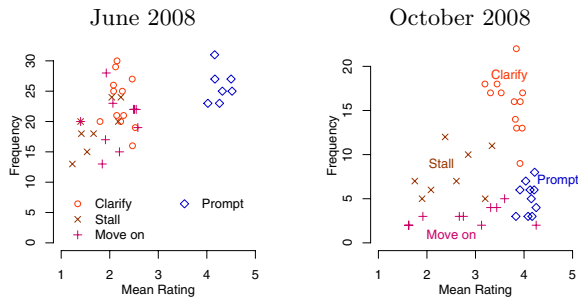 June 2008
30
25
20
15
10
5
0
Frequency
Clarify
Stall
Move on
Prompt
1 2 3 4 5
Mean Rating
October 2008
20
15
10
5
0
Frequency
Clarify
Stall
Prompt
Move on
1 2 3 4 5
Mean Rating